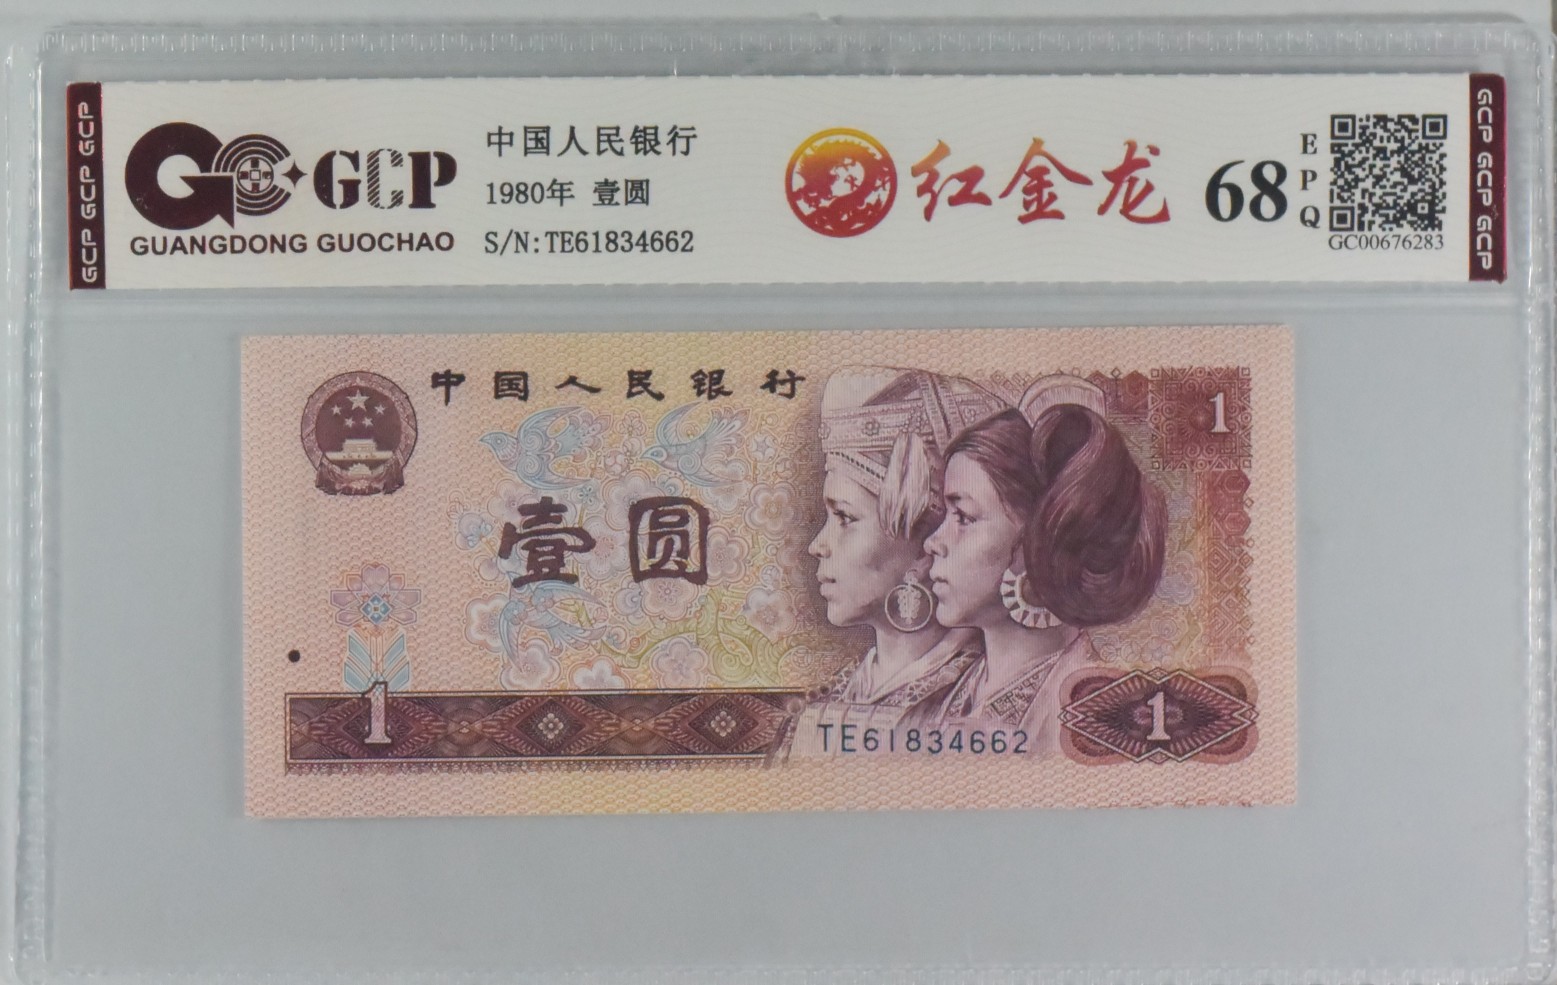 GCP GCP GCP
GCP
GUANGDONG GUOCHAO
中国人民银行
1980年 壹圆
S/N:TE61834662
红金龙
68
EPQ
GC00676283
GCP GCP GCP
中国人民银行
壹圆
1
1
TE61834662
1